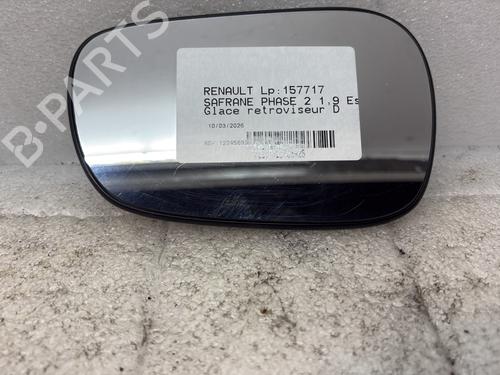 B-PARTS
RENAULT Lp:157717
SAFRANE PHASE 2 1,9 Es
Glace retroviseur D
10/03/2026